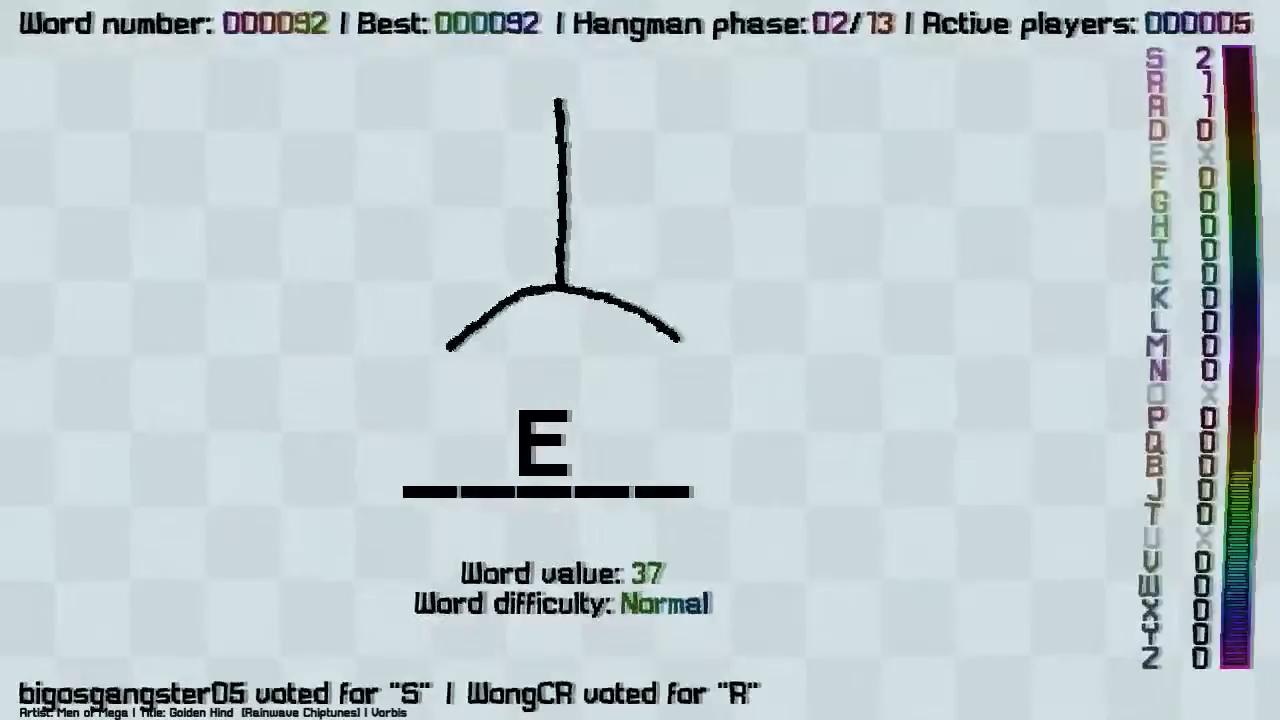 Word number: 000092 | Best: 000092 | Hangman phase: 02/13 | Active players: 000005
S 2
R 1
A 1
D 0
E x
F 0
G 0
H 0
I 0
C 0
K 0
L 0
M 0
N 0
O x
P 0
Q 0
B 0
J 0
T 0
U x
V 0
W 0
X 0
Y 0
Z 0
E
Word value: 37
Word difficulty: Normal
bigosgangster05 voted for "S" | WongCR voted for "R"
Artist: Men of Mega | Title: Golden Hind [Rainwave Chiptunes] | Vorbis